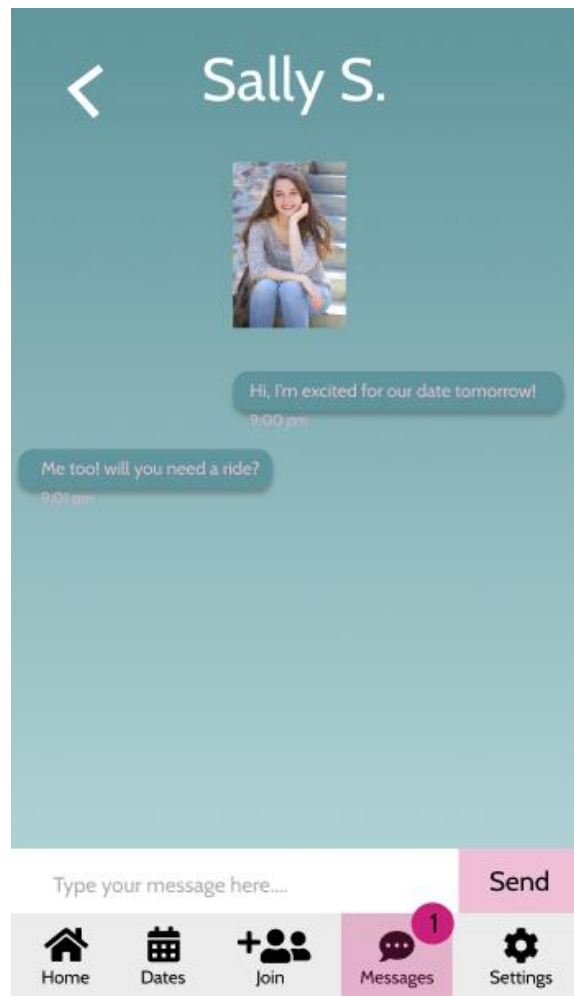 Sally S.
Hi, I'm excited for our date tomorrow!
9:00 pm
Me too! will you need a ride?
9:01 pm
Type your message here....
Send
1
Home
Dates
Join
Messages
Settings